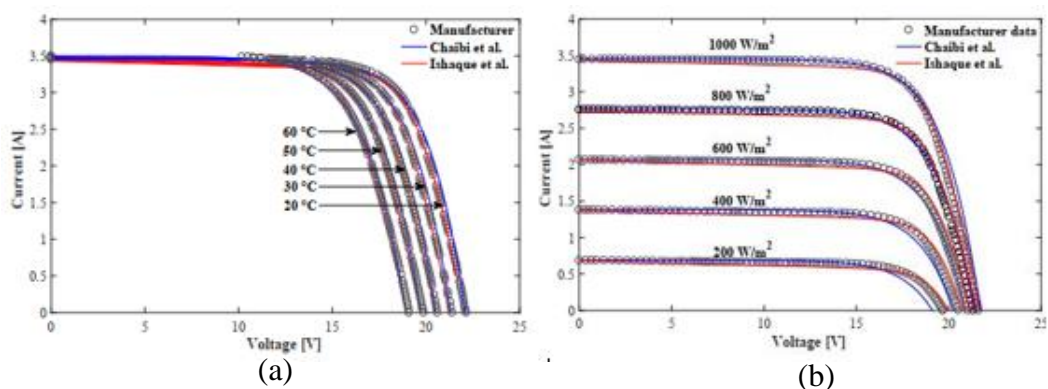 4
3.5
3
2.5
2
1.5
1
0.5
0
0
5
10
15
20
25
Current [A]
Voltage [V]
Manufacturer
Chaibi et al.
Ishaque et al.
60 °C
50 °C
40 °C
30 °C
20 °C
(a)
4
3.5
3
2.5
2
1.5
1
0.5
0
0
5
10
15
20
25
Current [A]
Voltage [V]
Manufacturer data
Chaibi et al.
Ishaque et al.
1000 W/m²
800 W/m²
600 W/m²
400 W/m²
200 W/m²
(b)